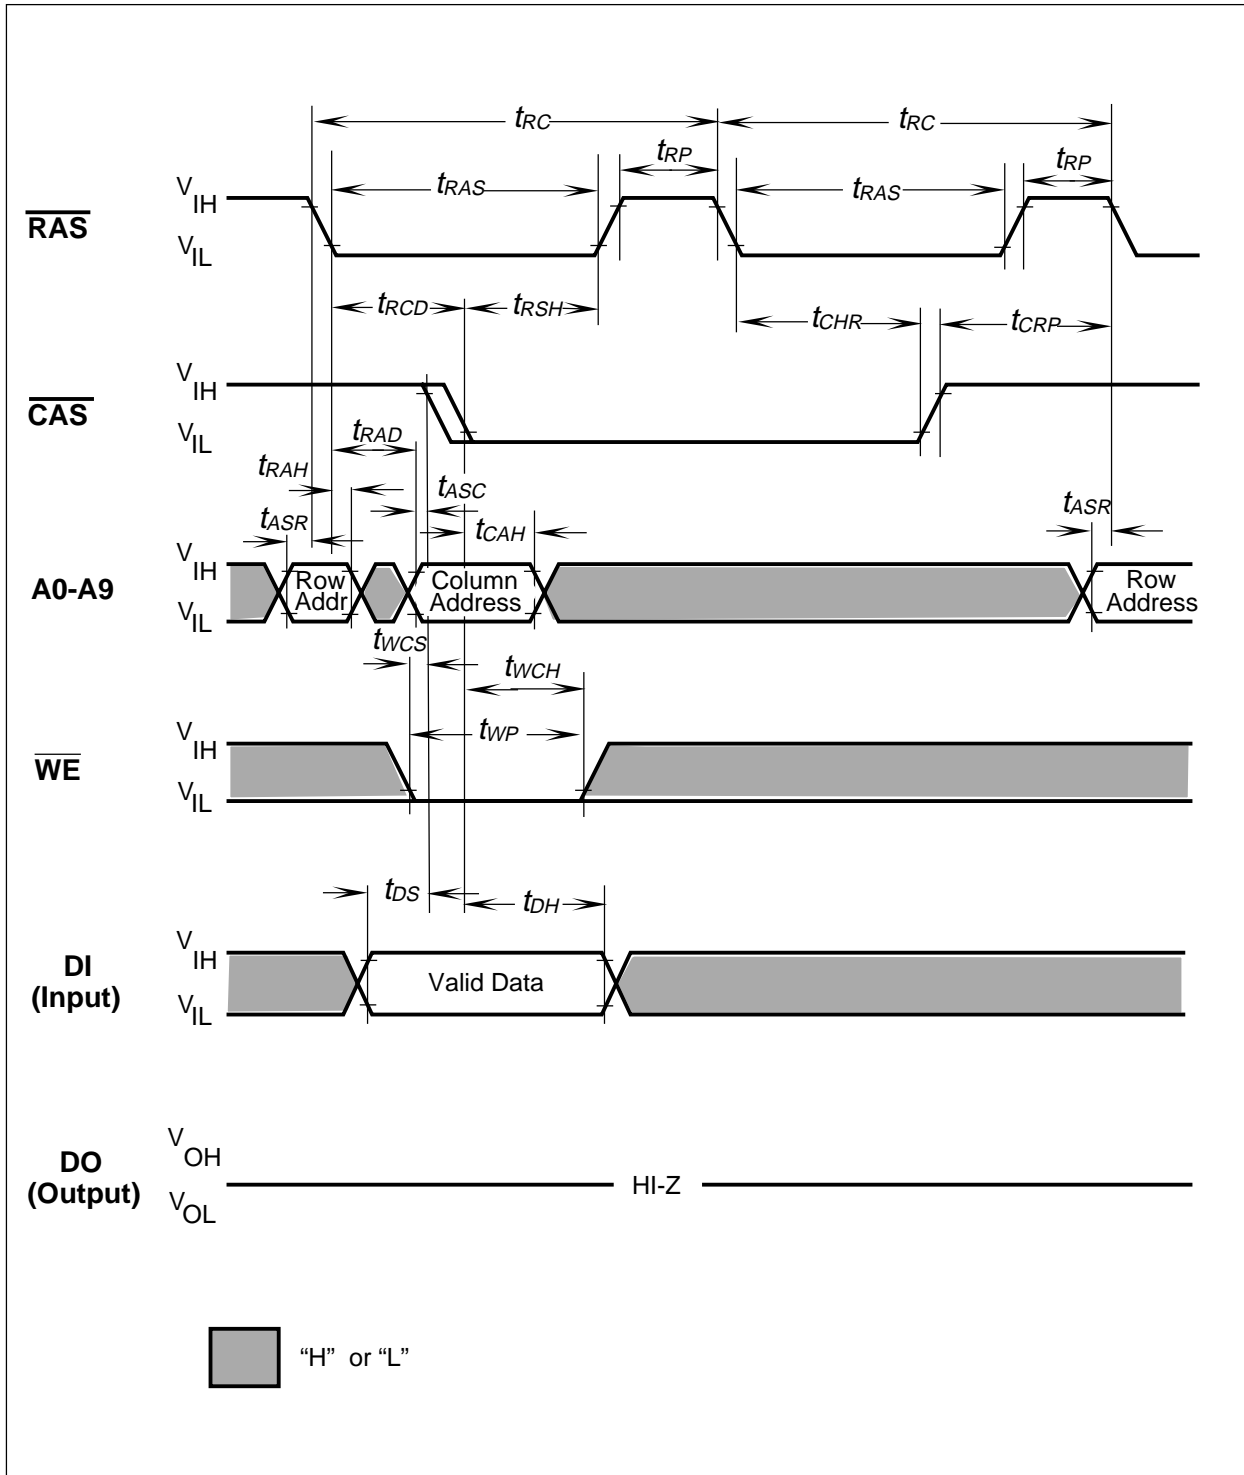 tRC tRC
tRP tRP
tRAS tRAS
VIH
RAS
VIL
tRCD tRSH
tCHR tCRP
VIH
CAS
VIL
tRAD
tRAH
tASC
tASR tCAH tASR
VIH
A0-A9 Row Addr Column Address Row Address
VIL
tWCS
tWCH
tWP
VIH
WE
VIL
tDS tDH
VIH
DI
(Input)
Valid Data
VIL
VOH
DO
(Output)
HI-Z
VOL
“H” or “L”